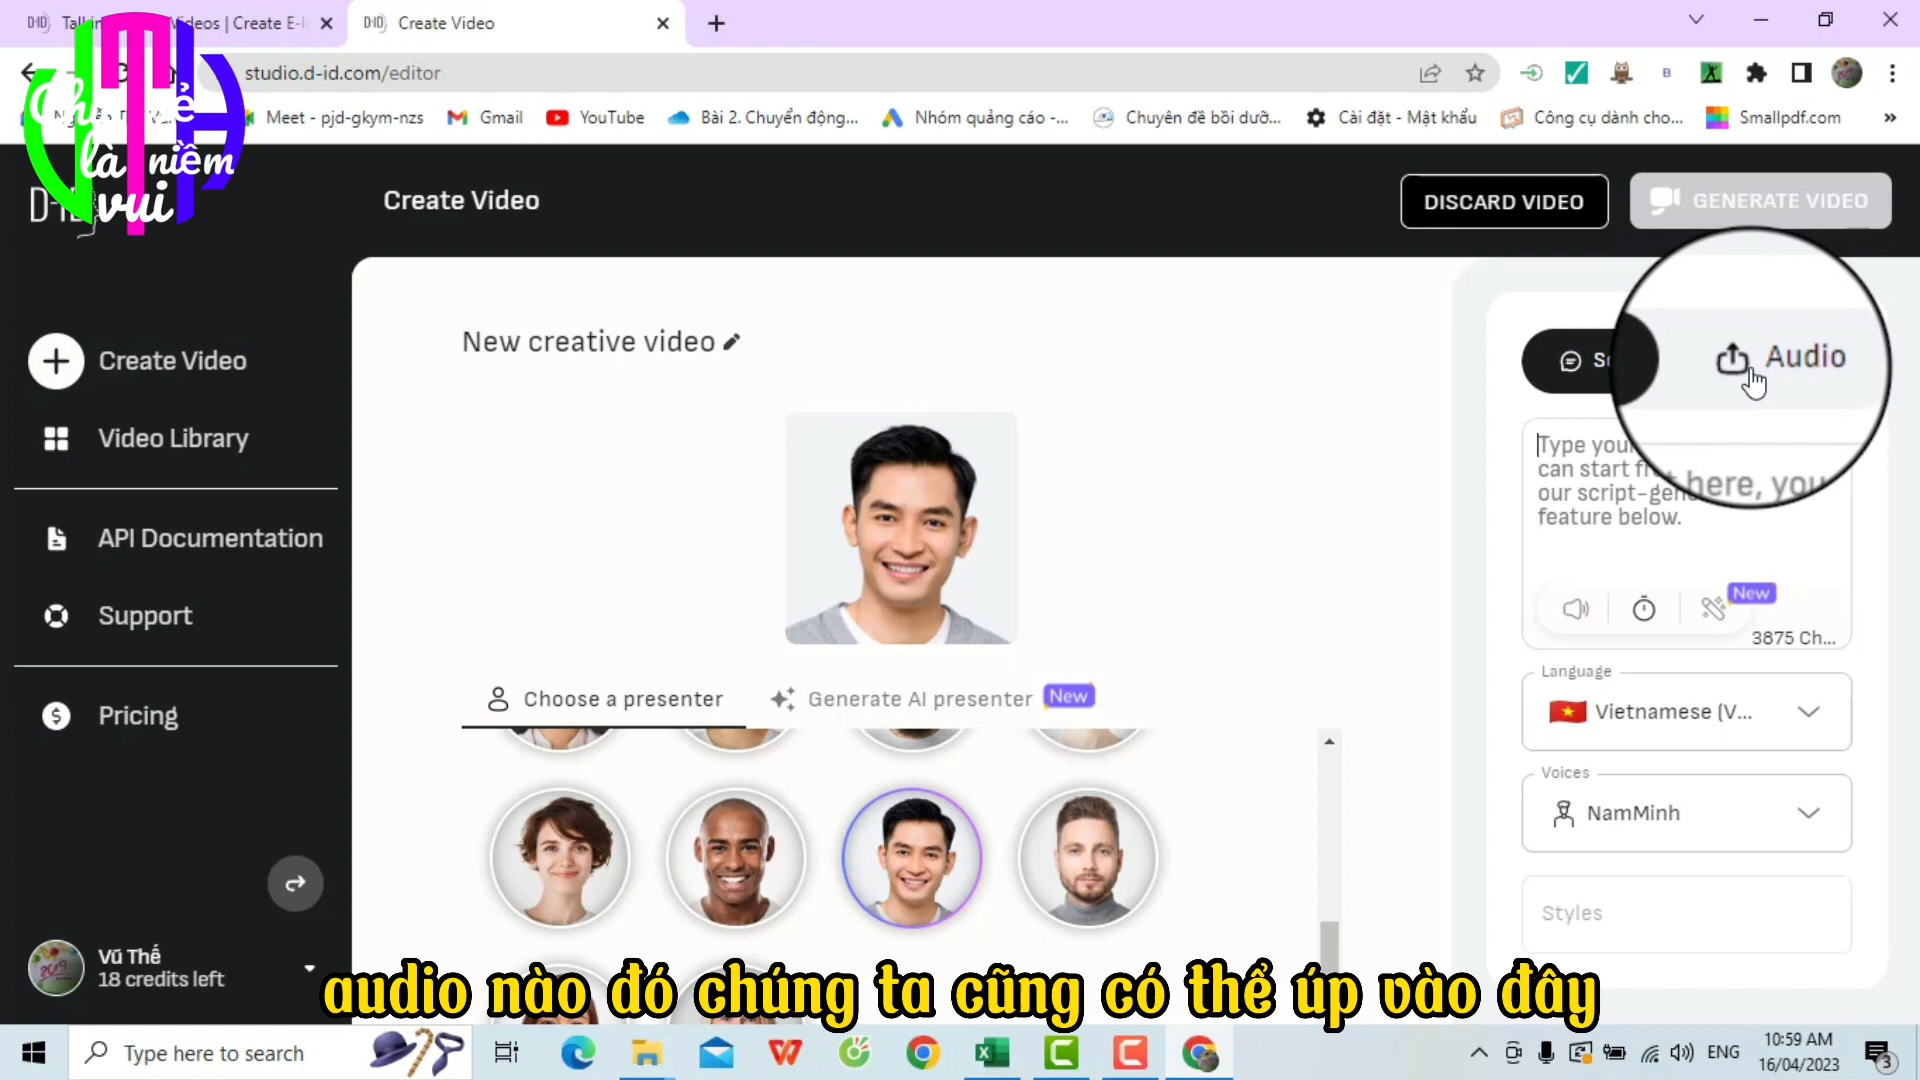 D-ID
Create Video
studio.d-id.com/editor
Meet - pjd-gkym-nzs
Gmail
YouTube
Bài 2. Chuyển động...
Nhóm quảng cáo -...
Chuyên đề bồi dưỡ...
Cài đặt - Mật khẩu
Công cụ dành cho...
Smallpdf.com
là niềm
vui
Create Video
DISCARD VIDEO
GENERATE VIDEO
Create Video
Video Library
API Documentation
Support
Pricing
Vũ Thế
18 credits left
New creative video
Choose a presenter
Generate AI presenter
New
Audio
Type your
can start
here, you
feature below.
New
3875 Ch...
Language
Vietnamese (V...
Voices
NamMinh
Styles
audio nào đó chúng ta cũng có thể úp vào đây
Type here to search
ENG
10:59 AM
16/04/2023
3